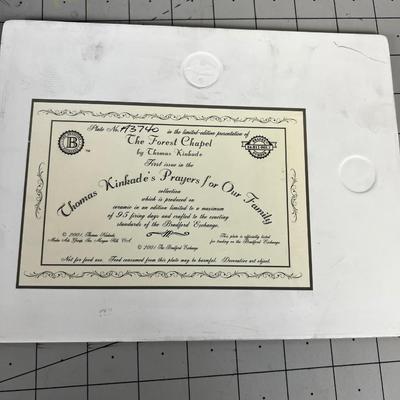 Plate No. A3740 in the limited-edition presentation of
The Forest Chapel
by Thomas Kinkade
First issue in the
Thomas Kinkade's Prayers for Our Family
collection
which is produced on
ceramic in an edition limited to a maximum
of 95 firing days and crafted to the exacting
standards of the Bradford Exchange.
B
TM
© 2001 Thomas Kinkade,
Media Arts Group, Inc. Morgan Hill, CA
© 2001 The Bradford Exchange
This plate is officially listed
for trading on the Bradford Exchange.
Not for food use. Food consumed from this plate may be harmful. Decorative art object.